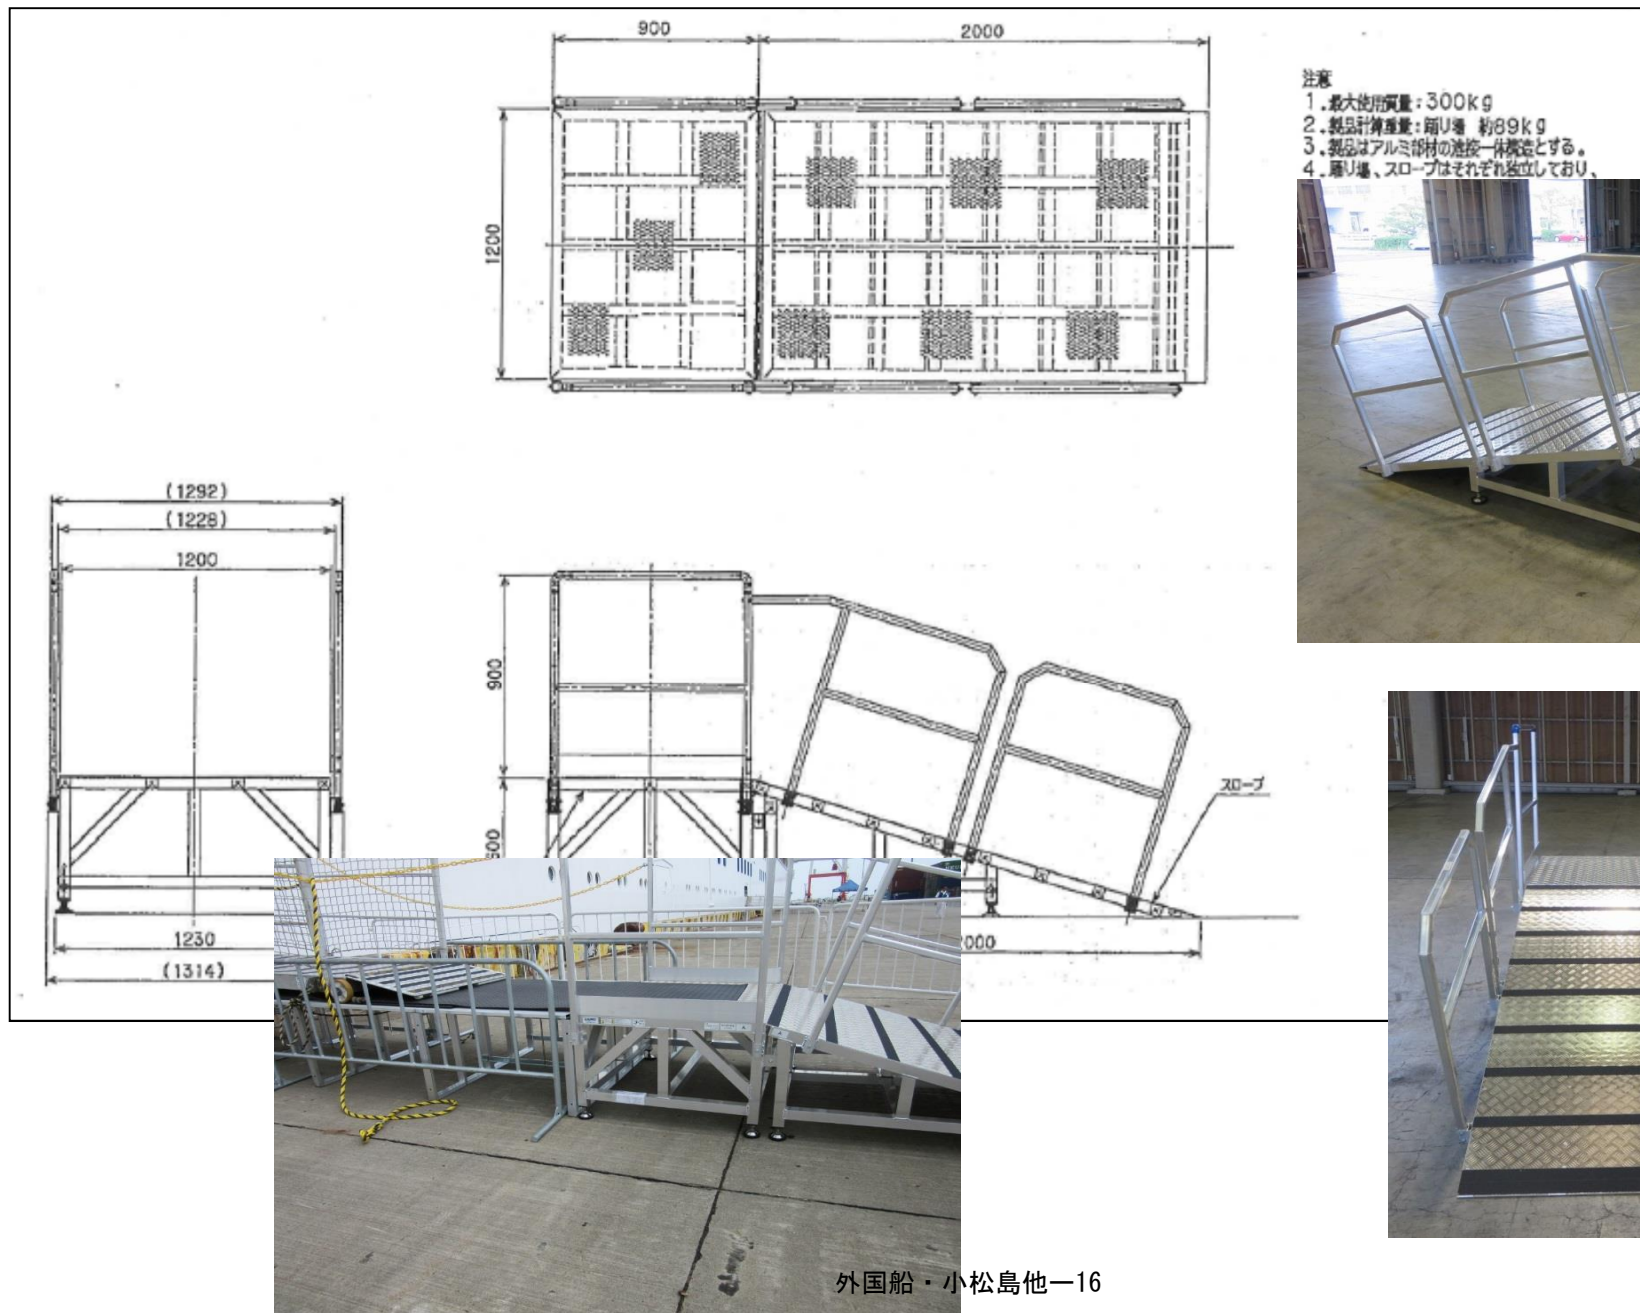 900
2000
注意
1.最大使用質量:300kg
2.製品計算重量:踊り場 約89kg
3.製品はアルミ部材の溶接一体構造とする。
4.踊り場、スロープはそれぞれ独立しており、
1200
(1292)
(1228)
1200
900
スロープ
1230
(1314)
外国船・小松島他ー16